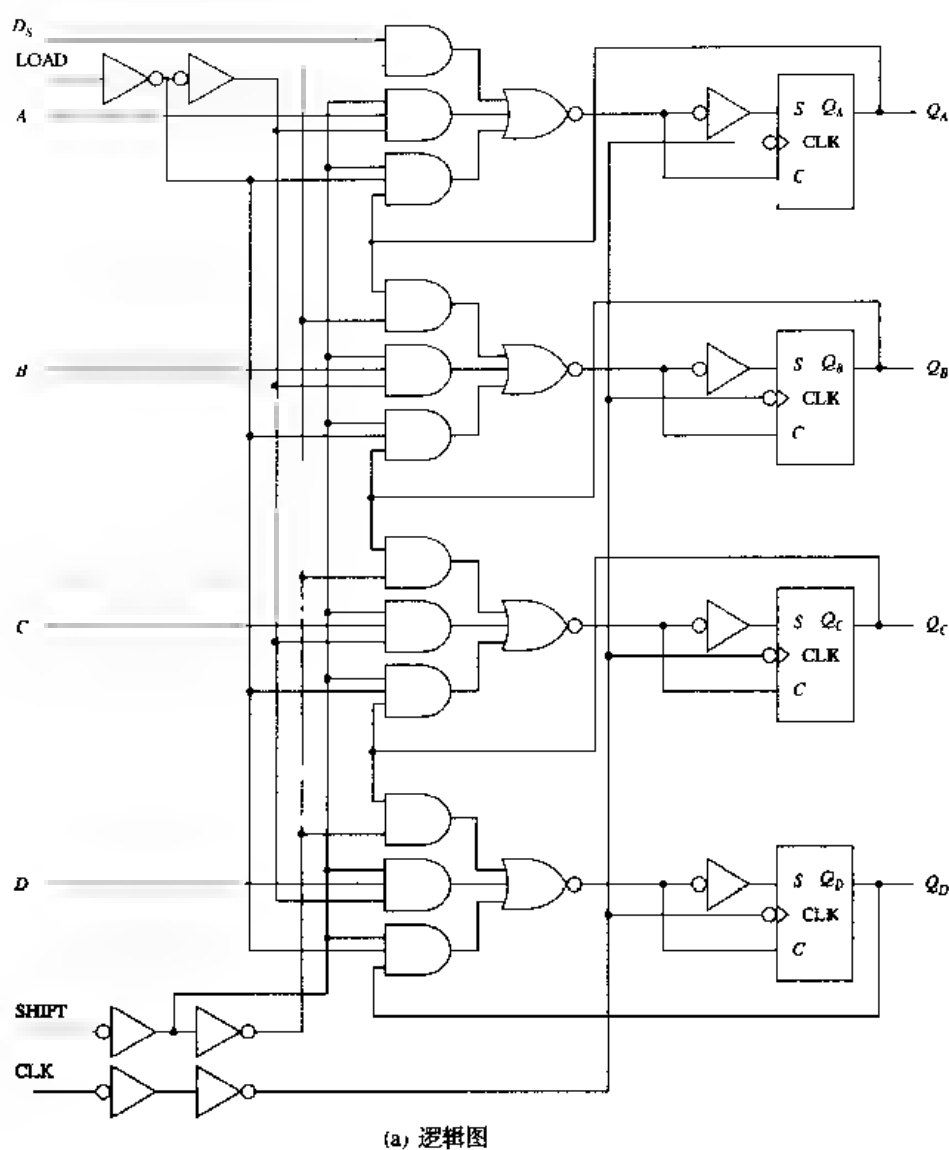 D_S
LOAD
A
S Q_A Q_A
CLK
C
B
S Q_B Q_B
CLK
C
C
S Q_C Q_C
CLK
C
D
S Q_D Q_D
CLK
C
SHIFT
CLK
(a) 逻辑图